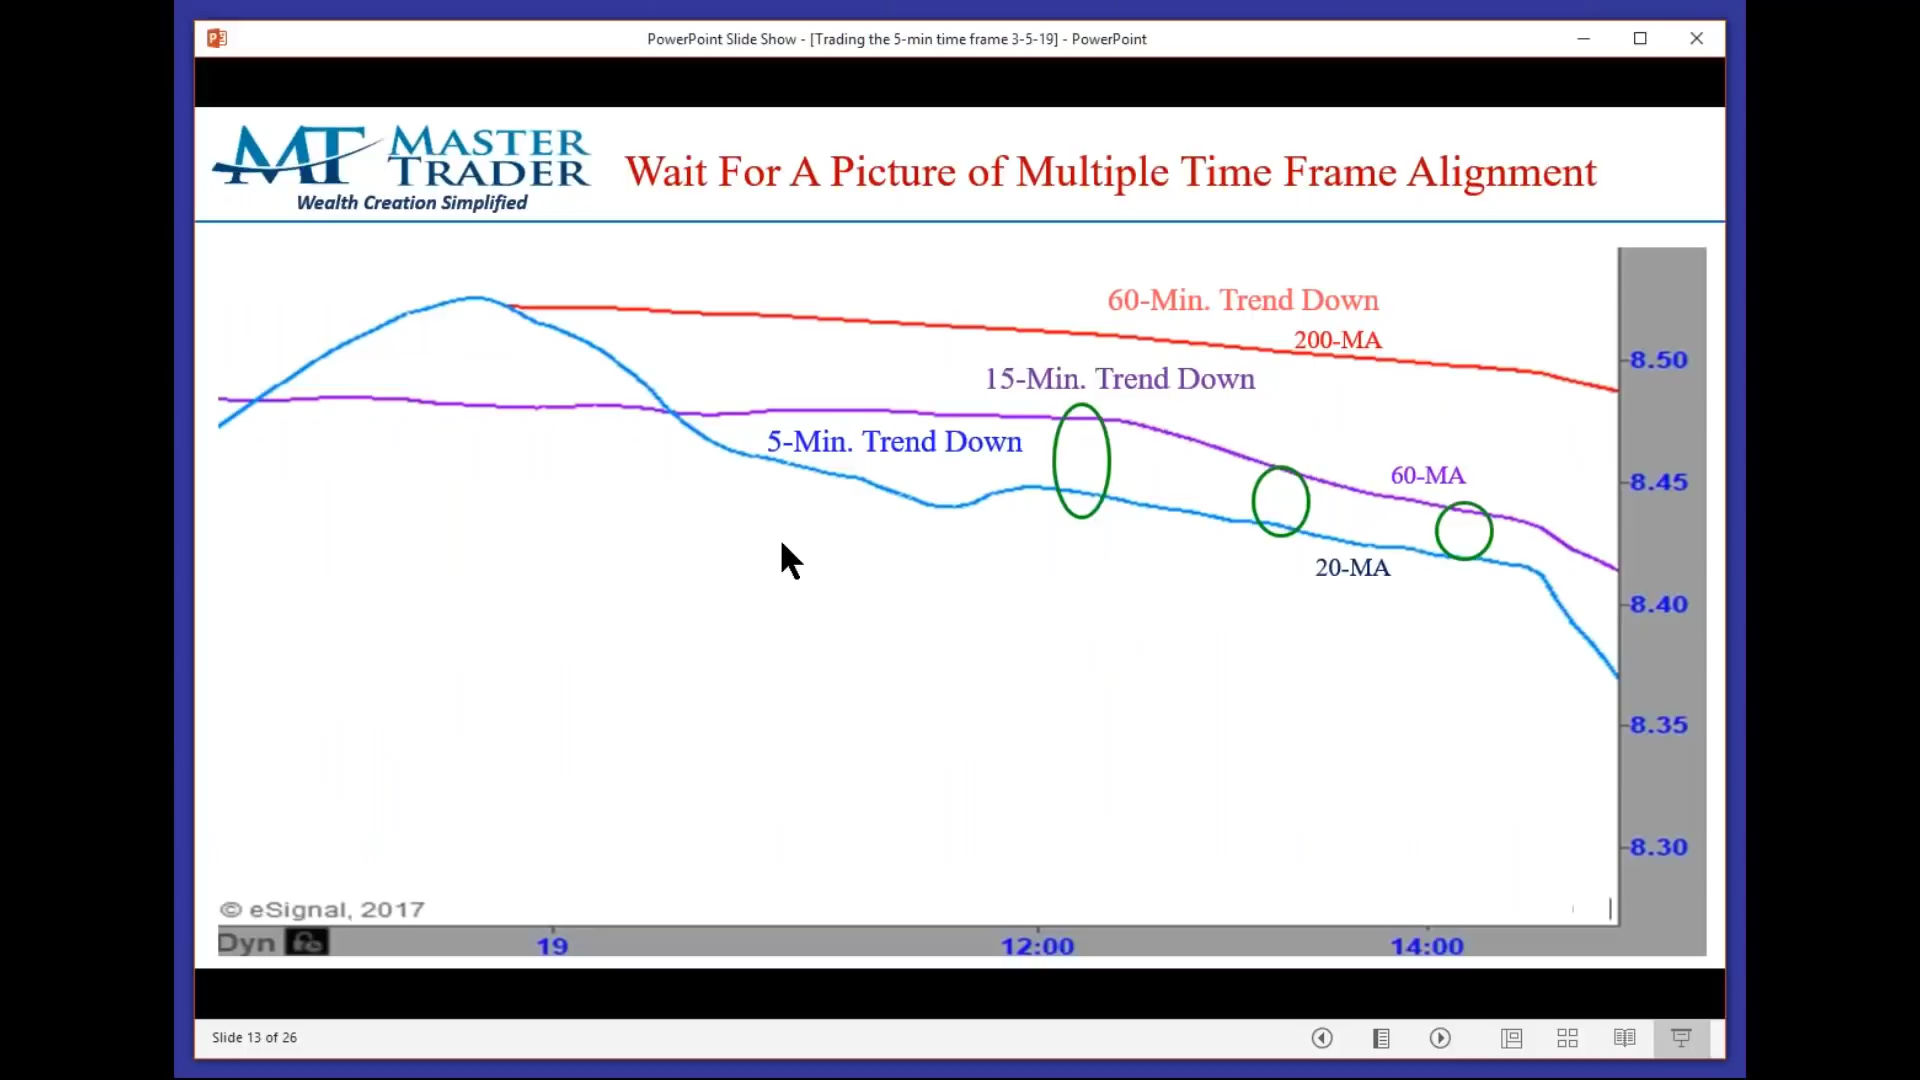 PowerPoint Slide Show - [Trading the 5-min time frame 3-5-19] - PowerPoint
MT MASTER TRADER
Wealth Creation Simplified
Wait For A Picture of Multiple Time Frame Alignment
60-Min. Trend Down
200-MA
8.50
15-Min. Trend Down
5-Min. Trend Down
60-MA
8.45
20-MA
8.40
8.35
8.30
© eSignal, 2017
Dyn
19
12:00
14:00
Slide 13 of 26